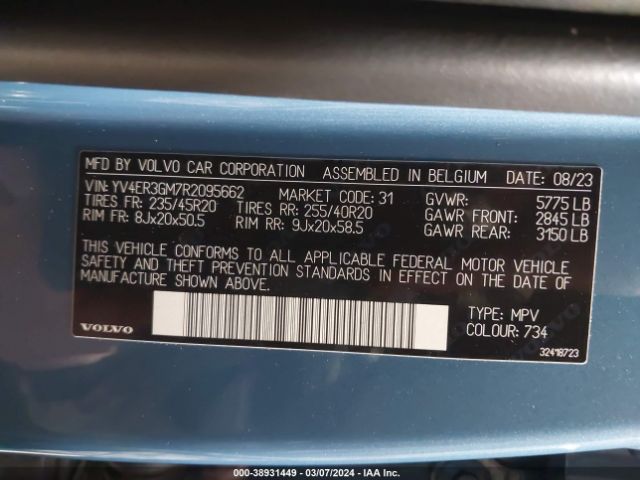 MFD BY VOLVO CAR CORPORATION ASSEMBLED IN BELGIUM DATE: 08/23
VIN: YV4ER3GM7R2095662 MARKET CODE: 31 GVWR: 5775 LB
TIRES FR: 235/45R20 TIRES RR: 255/40R20 GAWR FRONT: 2845 LB
RIM FR: 8Jx20x50.5 RIM RR: 9Jx20x58.5 GAWR REAR: 3150 LB
THIS VEHICLE CONFORMS TO ALL APPLICABLE FEDERAL MOTOR VEHICLE
SAFETY AND THEFT PREVENTION STANDARDS IN EFFECT ON THE DATE OF
MANUFACTURE SHOWN ABOVE.
TYPE: MPV
VOLVO COLOUR: 734
32418723
000-38931449 - 03/07/2024 - IAA Inc.